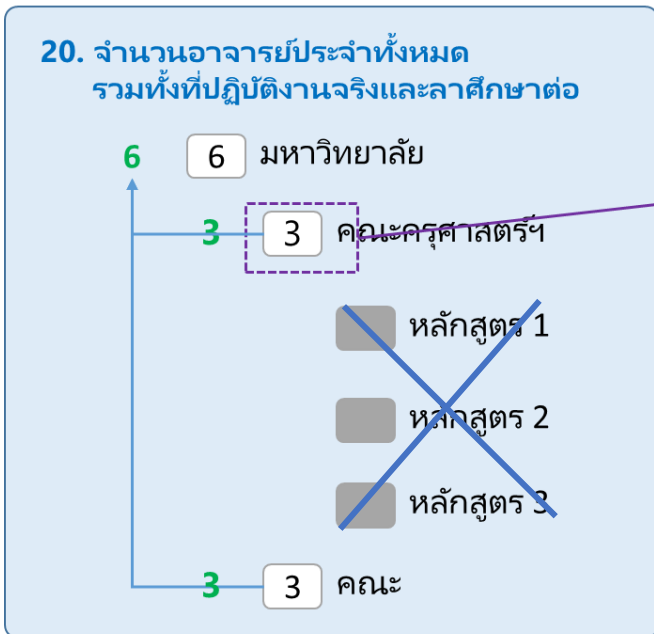 20. จำนวนอาจารย์ประจำทั้งหมด
รวมทั้งที่ปฏิบัติงานจริงและลาศึกษาต่อ
6 6 มหาวิทยาลัย
3 3 คณะครุศาสตร์ฯ
หลักสูตร 1
หลักสูตร 2
หลักสูตร 3
3 3 คณะ